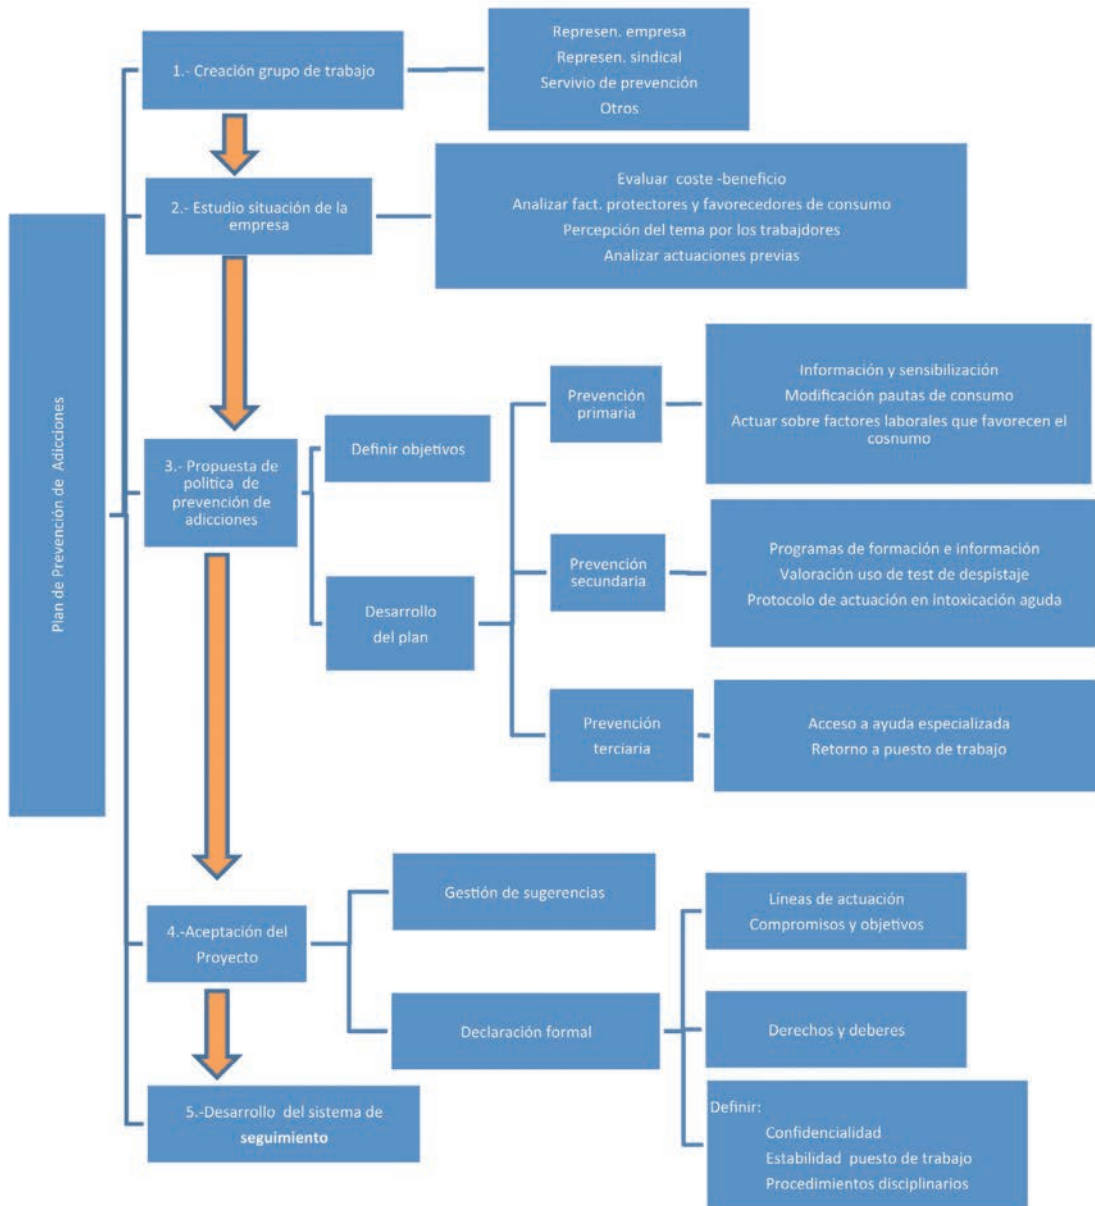 Plan de Prevención de Adicciones
1.- Creación grupo de trabajo
Represen. empresa
Represen. sindical
Servivio de prevención
Otros
2.- Estudio situación de la
empresa
Evaluar coste -beneficio
Analizar fact. protectores y favorecedores de consumo
Percepción del tema por los trabajdores
Analizar actuaciones previas
3.- Propuesta de
política de
prevención de
adicciones
Definir objetivos
Desarrollo
del plan
Prevención
primaria
Información y sensibilización
Modificación pautas de consumo
Actuar sobre factores laborales que favorecen el
cosnumo
Prevención
secundaria
Programas de formación e información
Valoración uso de test de despistaje
Protocolo de actuación en intoxicación aguda
Prevención
terciaria
Acceso a ayuda especializada
Retorno a puesto de trabajo
4.-Aceptación del
Proyecto
Gestión de sugerencias
Declaración formal
Líneas de actuación
Compromisos y objetivos
Derechos y deberes
Definir:
Confidencialidad
Estabilidad puesto de trabajo
Procedimientos disciplinarios
5.-Desarrollo del sistema de
seguimiento